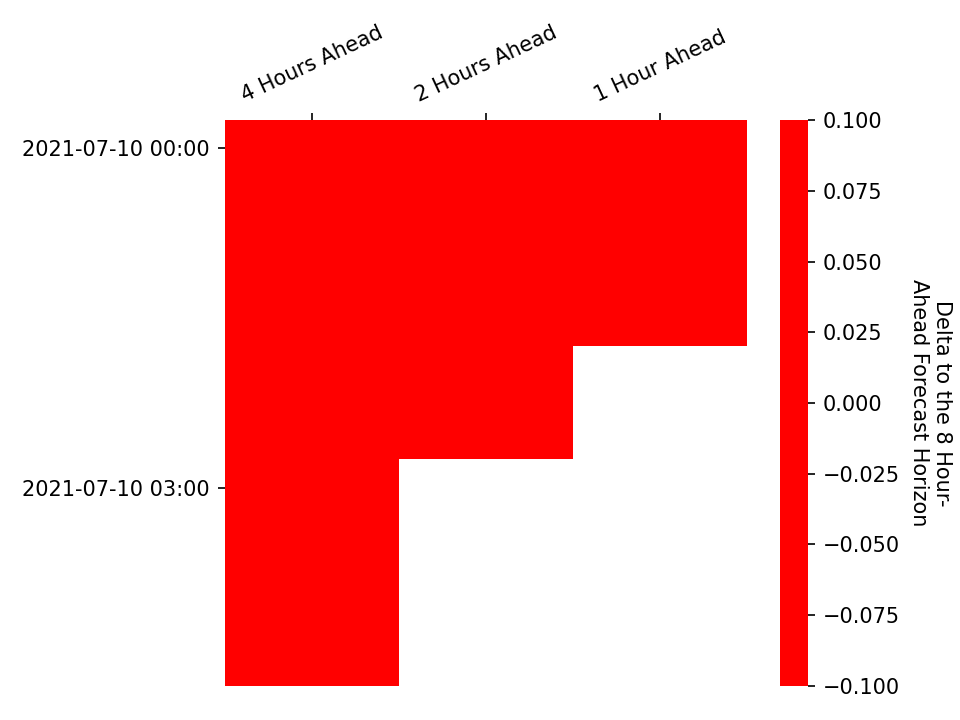 4 Hours Ahead
2 Hours Ahead
1 Hour Ahead
2021-07-10 00:00
2021-07-10 03:00
0.100
0.075
0.050
0.025
0.000
−0.025
−0.050
−0.075
−0.100
Delta to the 8 Hour-
Ahead Forecast Horizon